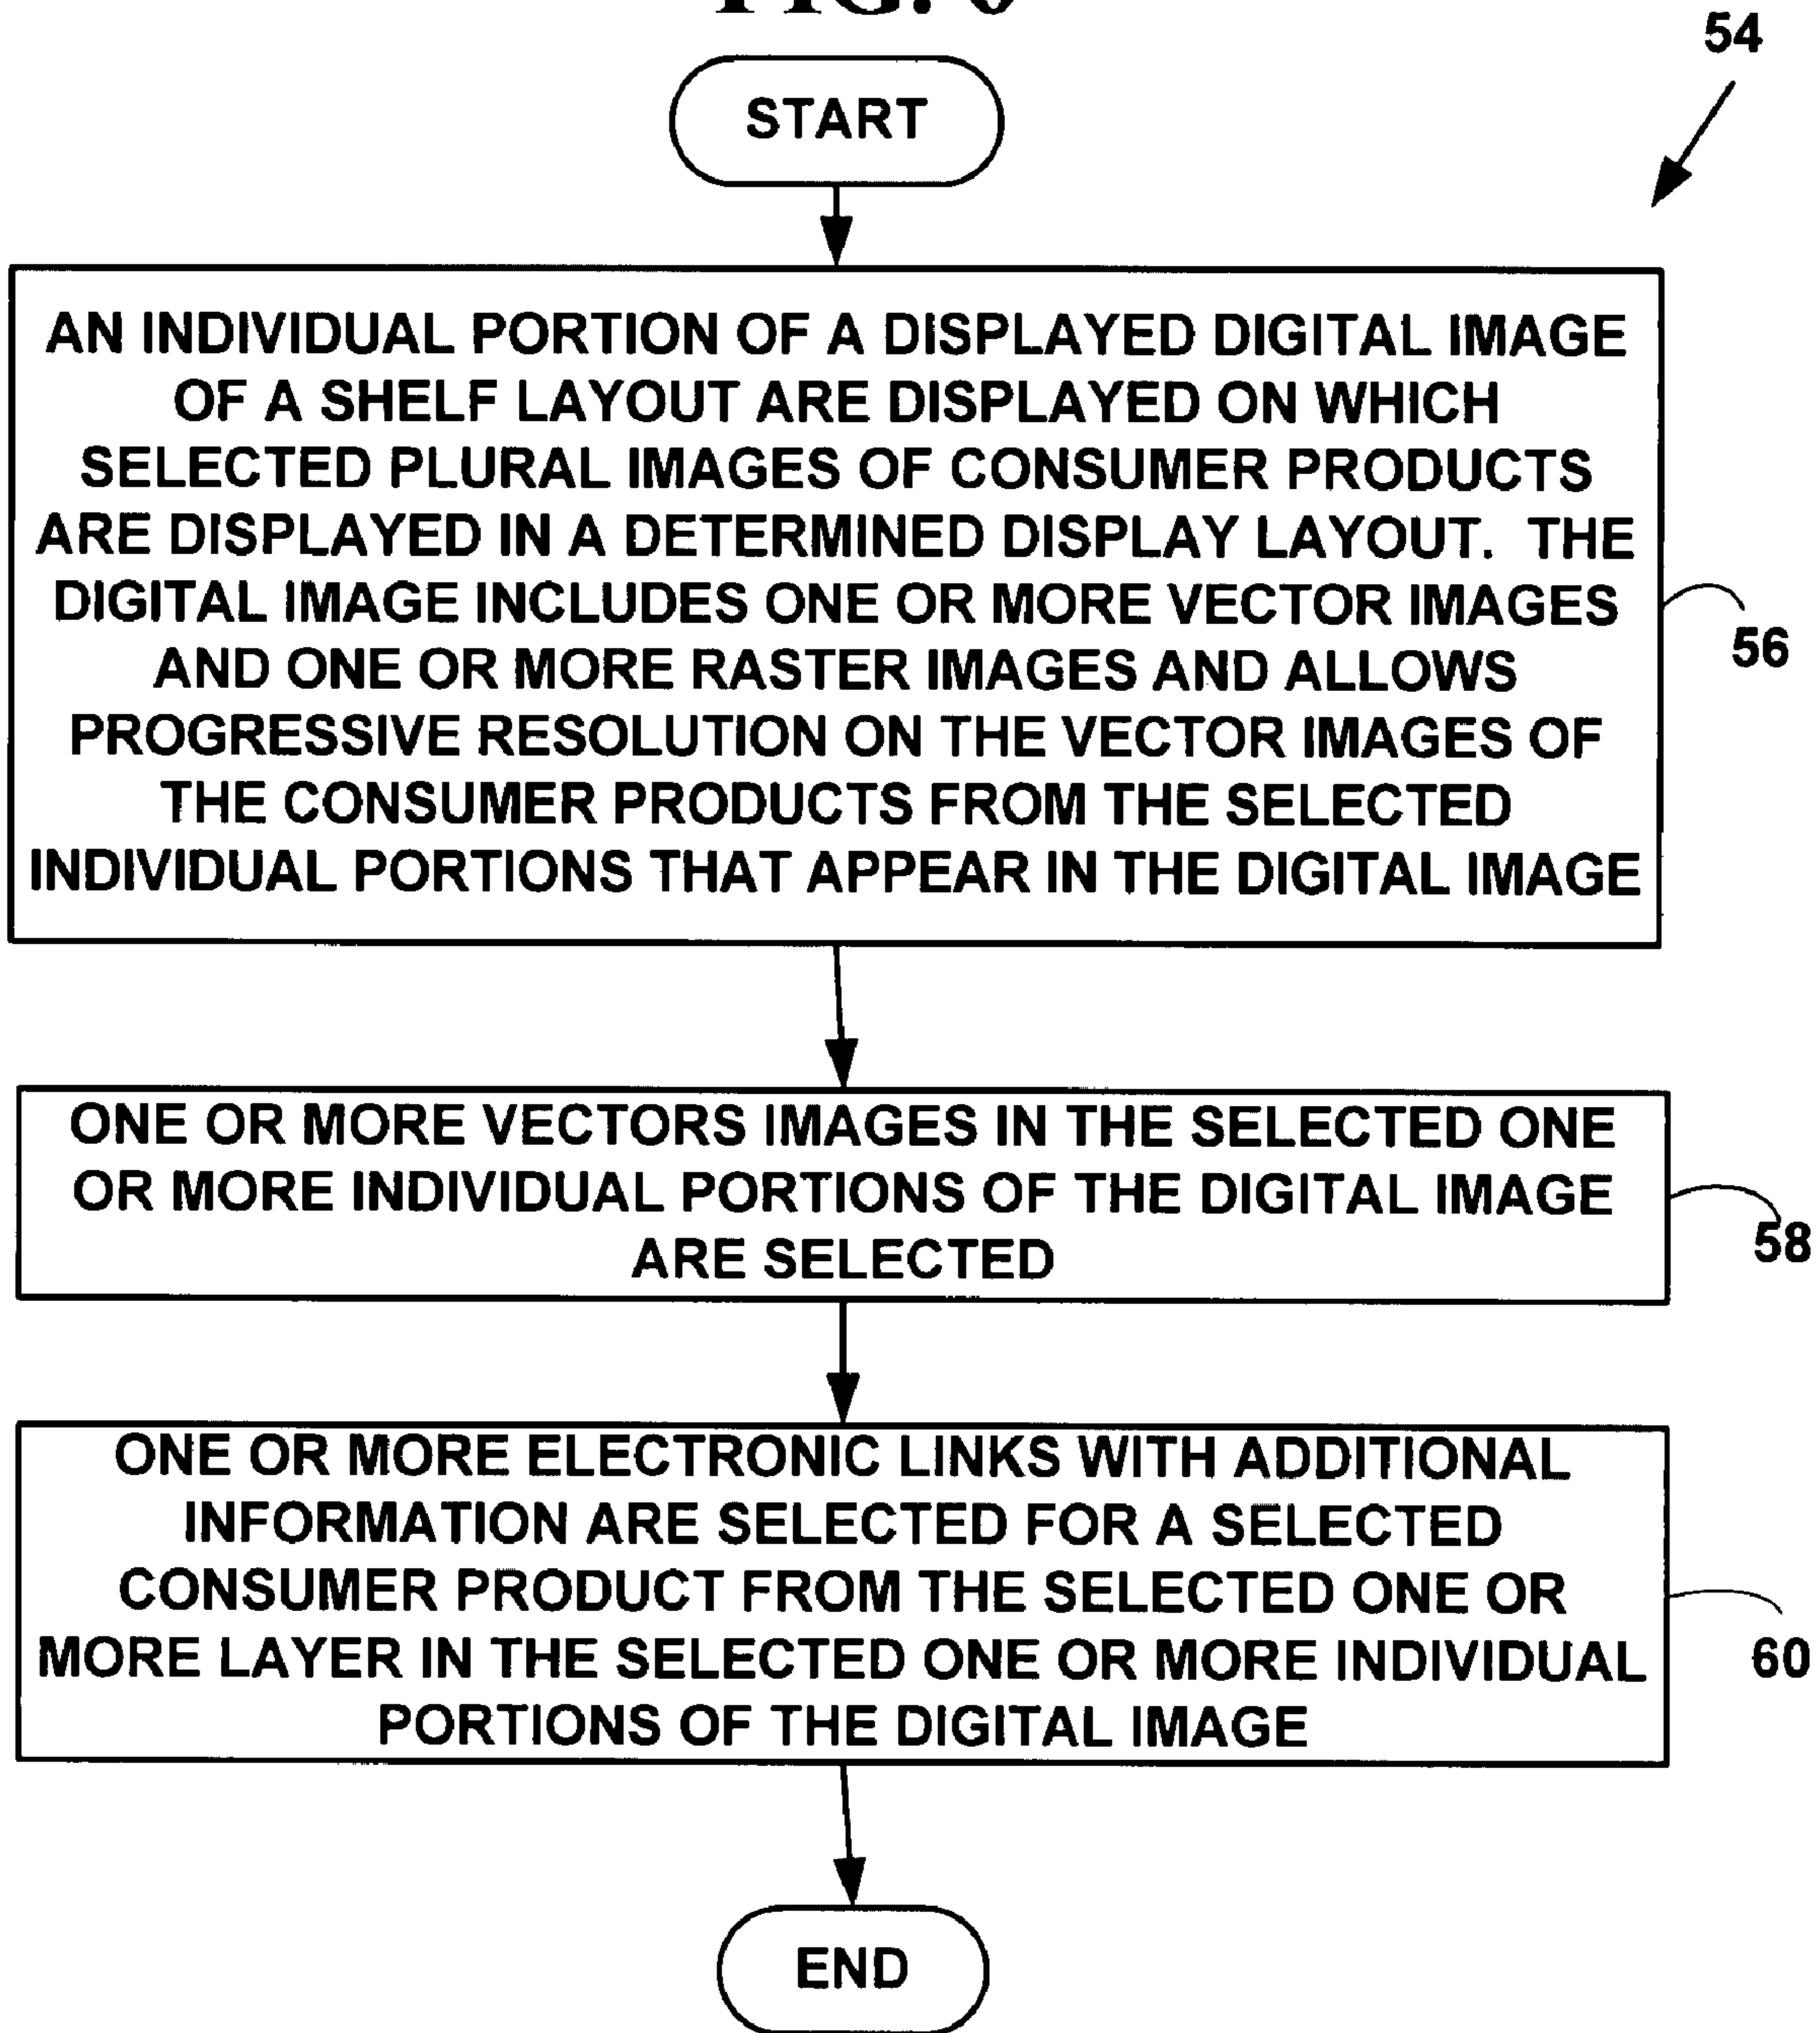 54
START
AN INDIVIDUAL PORTION OF A DISPLAYED DIGITAL IMAGE
OF A SHELF LAYOUT ARE DISPLAYED ON WHICH
SELECTED PLURAL IMAGES OF CONSUMER PRODUCTS
ARE DISPLAYED IN A DETERMINED DISPLAY LAYOUT. THE
DIGITAL IMAGE INCLUDES ONE OR MORE VECTOR IMAGES
AND ONE OR MORE RASTER IMAGES AND ALLOWS
PROGRESSIVE RESOLUTION ON THE VECTOR IMAGES OF
THE CONSUMER PRODUCTS FROM THE SELECTED
INDIVIDUAL PORTIONS THAT APPEAR IN THE DIGITAL IMAGE
56
ONE OR MORE VECTORS IMAGES IN THE SELECTED ONE
OR MORE INDIVIDUAL PORTIONS OF THE DIGITAL IMAGE
ARE SELECTED
58
ONE OR MORE ELECTRONIC LINKS WITH ADDITIONAL
INFORMATION ARE SELECTED FOR A SELECTED
CONSUMER PRODUCT FROM THE SELECTED ONE OR
MORE LAYER IN THE SELECTED ONE OR MORE INDIVIDUAL
PORTIONS OF THE DIGITAL IMAGE
60
END